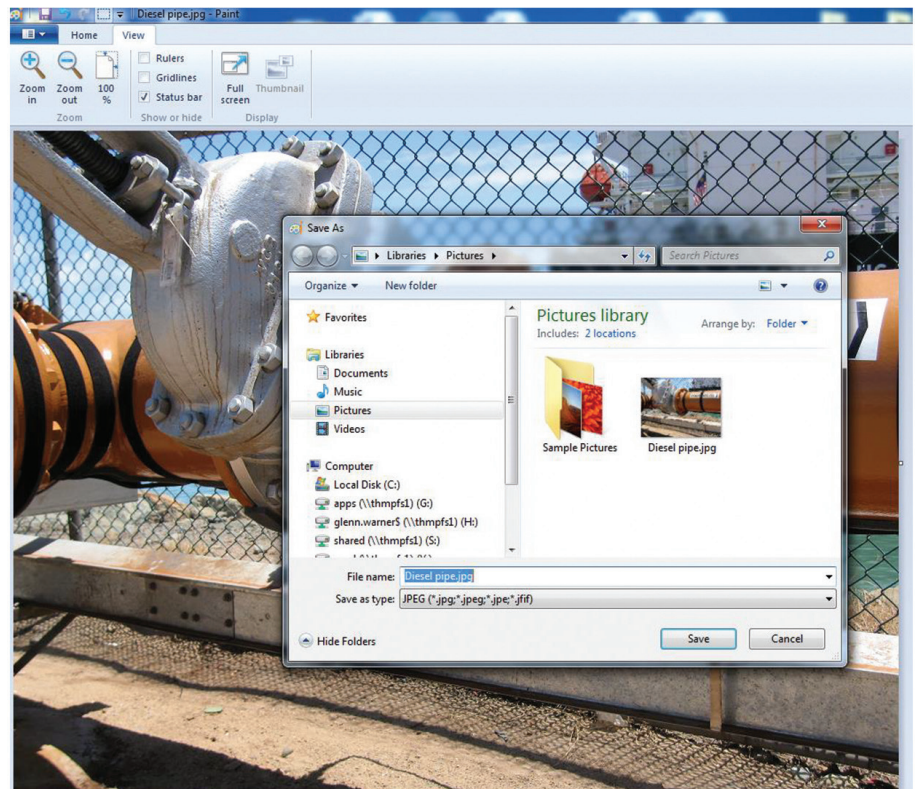 Diesel pipe.jpg - Paint
Home View
Zoom in
Zoom out
100 %
Zoom
Rulers
Gridlines
Status bar
Show or hide
Full screen
Thumbnail
Display
Save As
Libraries Pictures
Search Pictures
Organize New folder
Favorites
Libraries
Documents
Music
Pictures
Videos
Computer
Local Disk (C:)
apps (\\thmpfs1) (G:)
glenn.warner$ (\\thmpfs1) (H:)
shared (\\thmpfs1) (S:)
Pictures library
Includes: 2 locations
Arrange by: Folder
Sample Pictures
Diesel pipe.jpg
File name: Diesel pipe.jpg
Save as type: JPEG (*.jpg;*.jpeg;*.jpe;*.jfif)
Hide Folders
Save Cancel